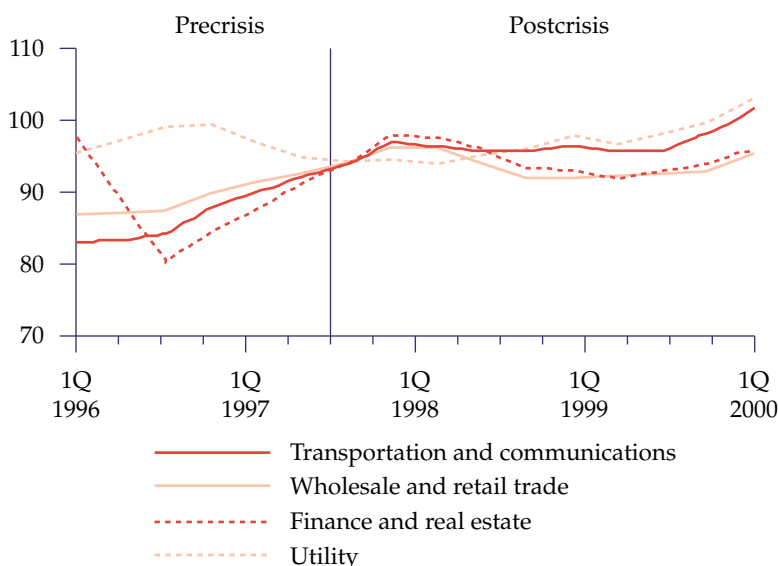 Precrisis Postcrisis
110
100
90
80
70
1Q 1Q 1Q 1Q 1Q
1996 1997 1998 1999 2000
Transportation and communications
Wholesale and retail trade
Finance and real estate
Utility